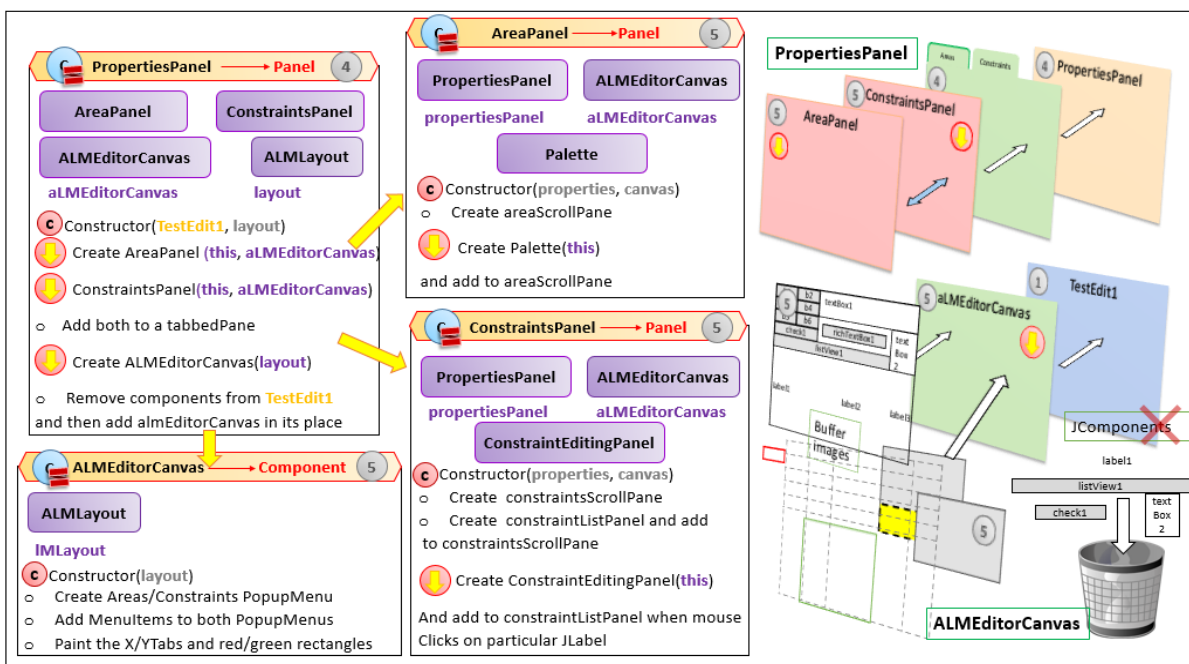 C PropertiesPanel Panel 4
AreaPanel
ConstraintsPanel
ALMEditorCanvas
ALMLayout
aLMEditorCanvas
layout
c Constructor(TestEdit1, layout)
Create AreaPanel (this, aLMEditorCanvas)
ConstraintsPanel(this, aLMEditorCanvas)
o Add both to a tabbedPane
Create ALMEditorCanvas(layout)
o Remove components from TestEdit1
and then add almEditorCanvas in its place
C ALMEditorCanvas Component 5
ALMLayout
lMLayout
c Constructor(layout)
o Create Areas/Constraints PopupMenu
o Add MenuItems to both PopupMenus
o Paint the X/YTabs and red/green rectangles
C AreaPanel Panel 5
PropertiesPanel
ALMEditorCanvas
propertiesPanel
aLMEditorCanvas
Palette
c Constructor(properties, canvas)
o Create areaScrollPane
Create Palette(this)
and add to areaScrollPane
C ConstraintsPanel Panel 5
PropertiesPanel
ALMEditorCanvas
propertiesPanel
aLMEditorCanvas
ConstraintEditingPanel
c Constructor(properties, canvas)
o Create constraintsScrollPane
o Create constraintListPanel and add
to constraintsScrollPane
Create ConstraintEditingPanel(this)
And add to constraintListPanel when mouse
Clicks on particular JLabel
PropertiesPanel
Areas
Constraints
4
4 PropertiesPanel
5 ConstraintsPanel
5 AreaPanel
1 TestEdit1
5 aLMEditorCanvas
5
b2
b4
b6
textBox1
check1
richTextBox1
text
Box
2
listView1
label1
label2
label3
Buffer
images
5
JComponents
label1
listView1
check1
text
Box
2
ALMEditorCanvas